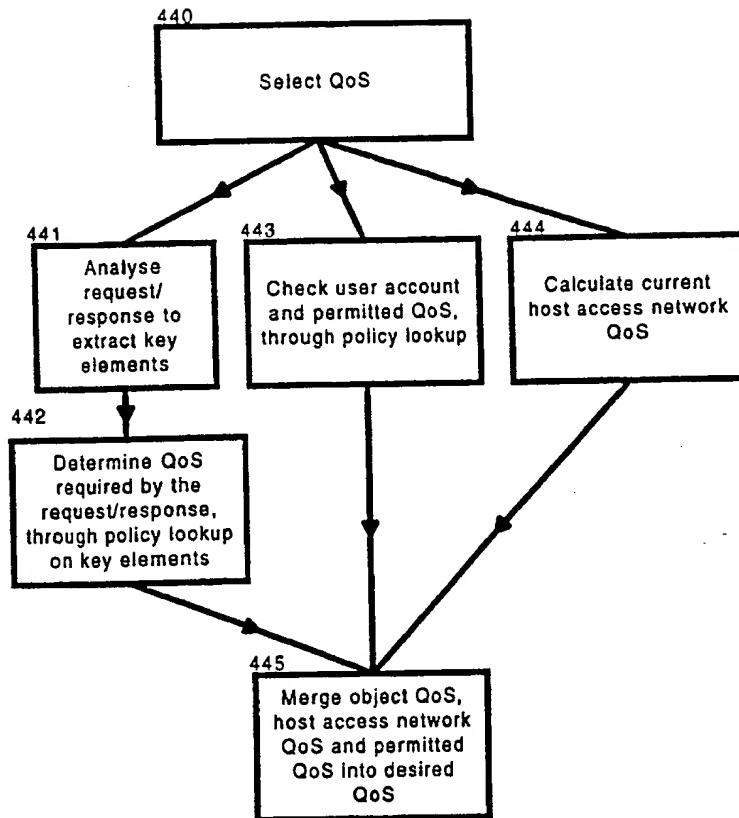 440
Select QoS
441
Analyse
request/
response to
extract key
elements
443
Check user account
and permitted QoS,
through policy lookup
444
Calculate current
host access network
QoS
442
Determine QoS
required by the
request/response,
through policy lookup
on key elements
445
Merge object QoS,
host access network
QoS and permitted
QoS into desired
QoS